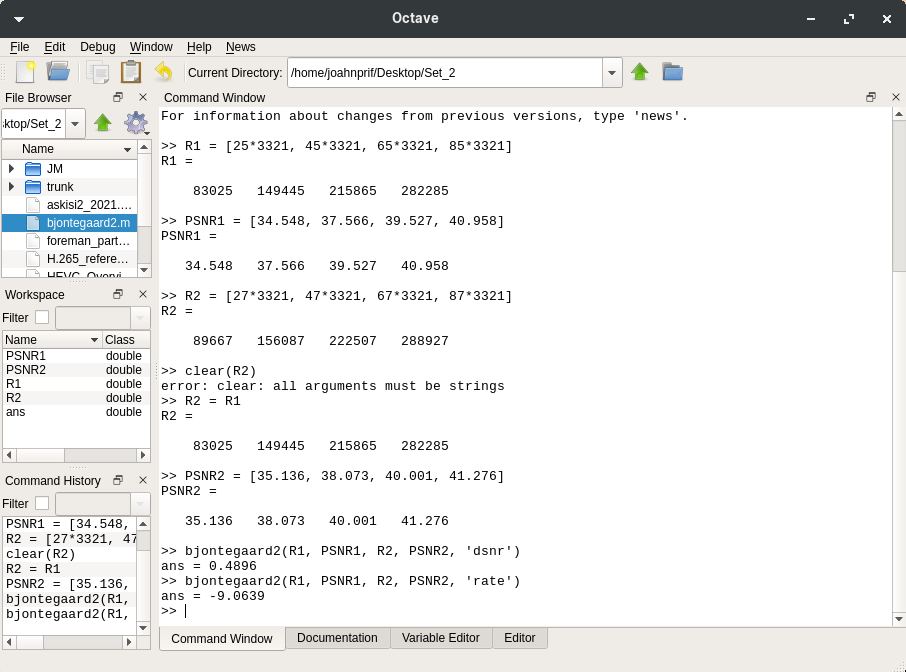 Octave
File Edit Debug Window Help News
Current Directory: /home/joahnprif/Desktop/Set_2
File Browser
ktop/Set_2
Name
JM
trunk
askisi2_2021....
bjontegaard2.m
foreman_part...
H.265_refere...
HEVC_Overvi...
Workspace
Filter
Name Class
PSNR1 double
PSNR2 double
R1 double
R2 double
ans double
Command History
Filter
PSNR1 = [34.548,
R2 = [27*3321, 47
clear(R2)
R2 = R1
PSNR2 = [35.136,
bjontegaard2(R1,
bjontegaard2(R1,
Command Window
For information about changes from previous versions, type 'news'.
>> R1 = [25*3321, 45*3321, 65*3321, 85*3321]
R1 =
83025 149445 215865 282285
>> PSNR1 = [34.548, 37.566, 39.527, 40.958]
PSNR1 =
34.548 37.566 39.527 40.958
>> R2 = [27*3321, 47*3321, 67*3321, 87*3321]
R2 =
89667 156087 222507 288927
>> clear(R2)
error: clear: all arguments must be strings
>> R2 = R1
R2 =
83025 149445 215865 282285
>> PSNR2 = [35.136, 38.073, 40.001, 41.276]
PSNR2 =
35.136 38.073 40.001 41.276
>> bjontegaard2(R1, PSNR1, R2, PSNR2, 'dsnr')
ans = 0.4896
>> bjontegaard2(R1, PSNR1, R2, PSNR2, 'rate')
ans = -9.0639
>>
Command Window Documentation Variable Editor Editor